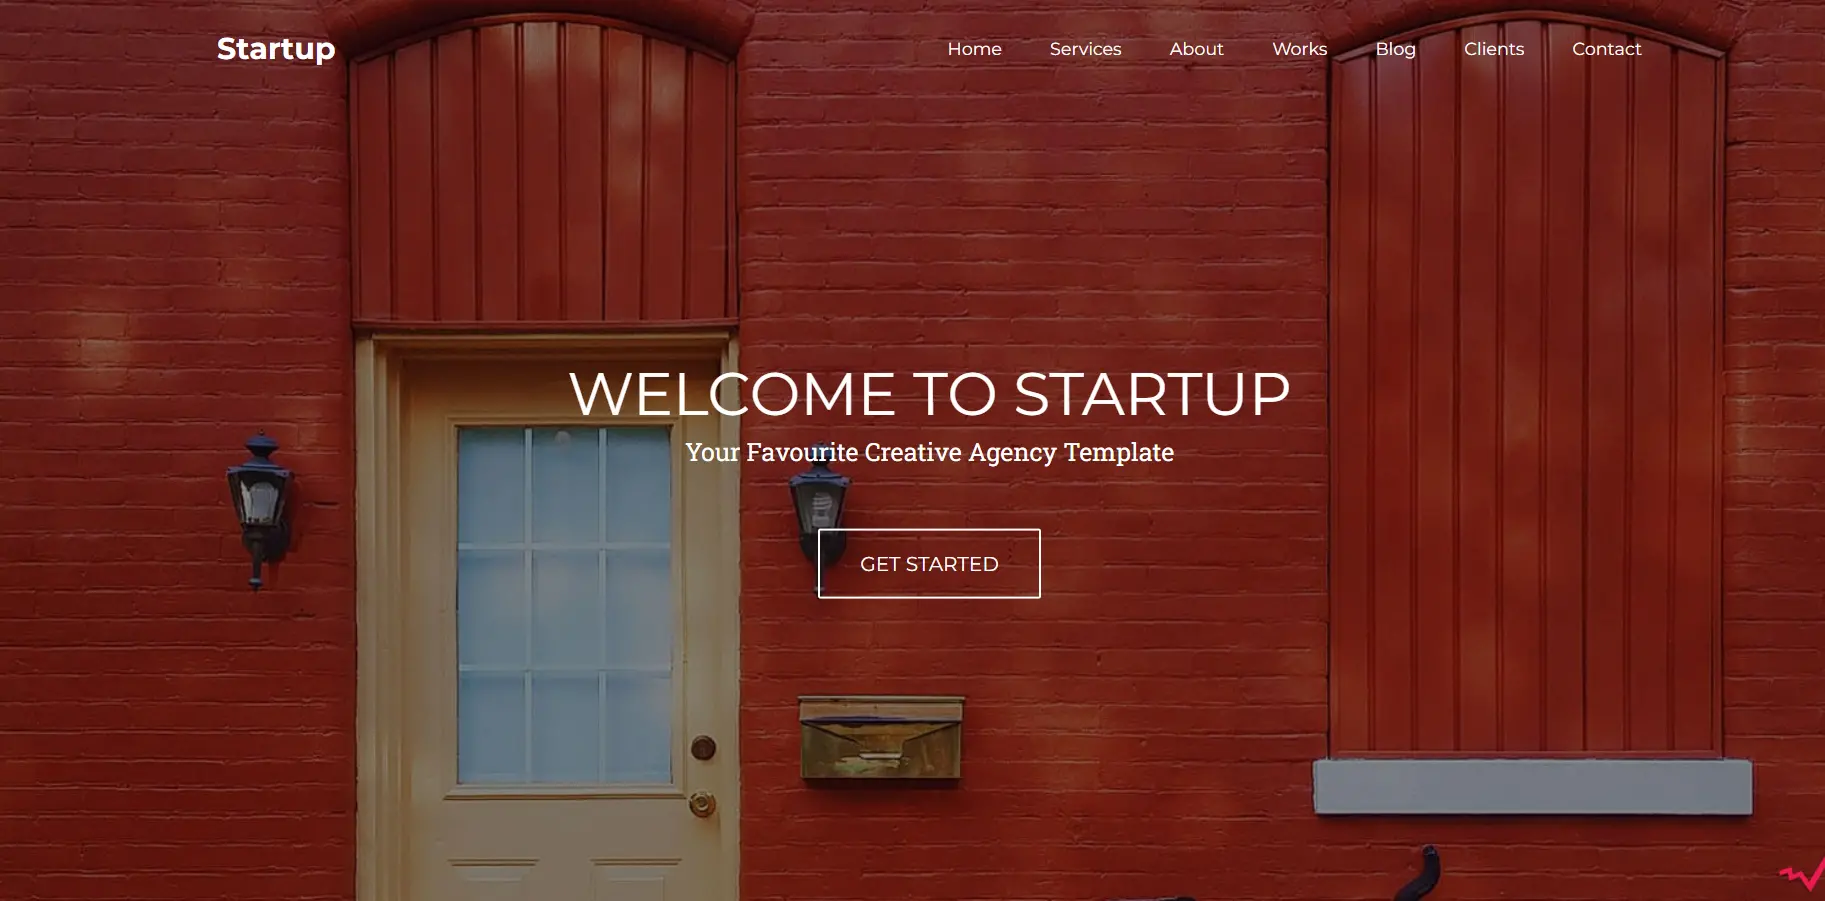 Startup
Home Services About Works Blog Clients Contact
WELCOME TO STARTUP
Your Favourite Creative Agency Template
GET STARTED